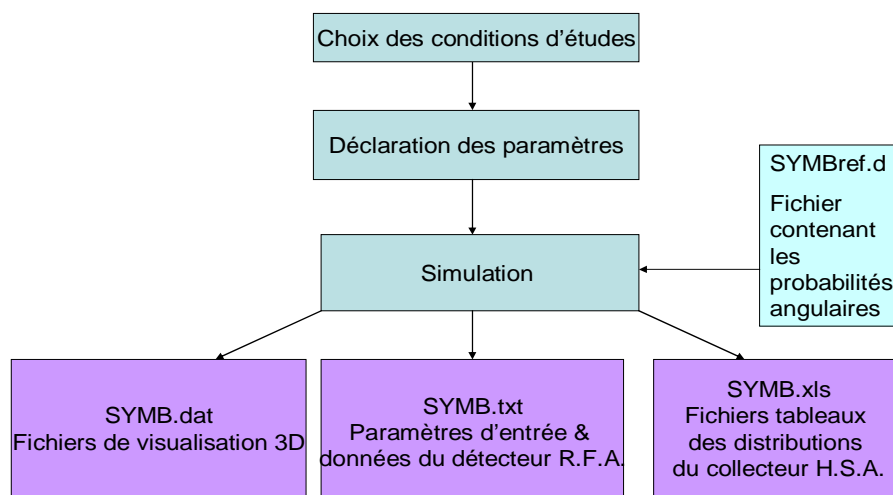 Choix des conditions d'études
Déclaration des paramètres
SYMBref.d
Fichier
contenant
les
probabilités
angulaires
Simulation
SYMB.dat
Fichiers de visualisation 3D
SYMB.txt
Paramètres d'entrée &
données du détecteur R.F.A.
SYMB.xls
Fichiers tableaux
des distributions
du collecteur H.S.A.